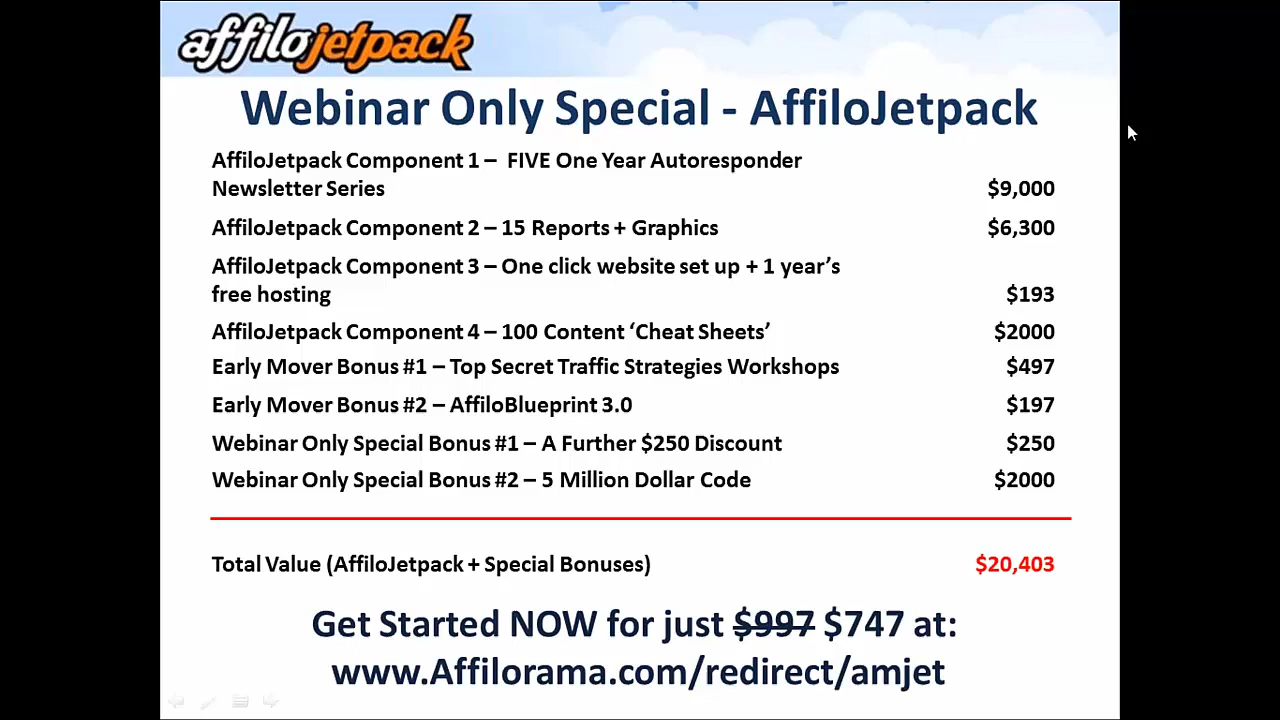 affilojetpack
Webinar Only Special - AffiloJetpack
AffiloJetpack Component 1 – FIVE One Year Autoresponder
Newsletter Series $9,000
AffiloJetpack Component 2 – 15 Reports + Graphics $6,300
AffiloJetpack Component 3 – One click website set up + 1 year's
free hosting $193
AffiloJetpack Component 4 – 100 Content ‘Cheat Sheets’ $2000
Early Mover Bonus #1 – Top Secret Traffic Strategies Workshops $497
Early Mover Bonus #2 – AffiloBlueprint 3.0 $197
Webinar Only Special Bonus #1 – A Further $250 Discount $250
Webinar Only Special Bonus #2 – 5 Million Dollar Code $2000
Total Value (AffiloJetpack + Special Bonuses) $20,403
Get Started NOW for just $997 $747 at:
www.Affilorama.com/redirect/amjet